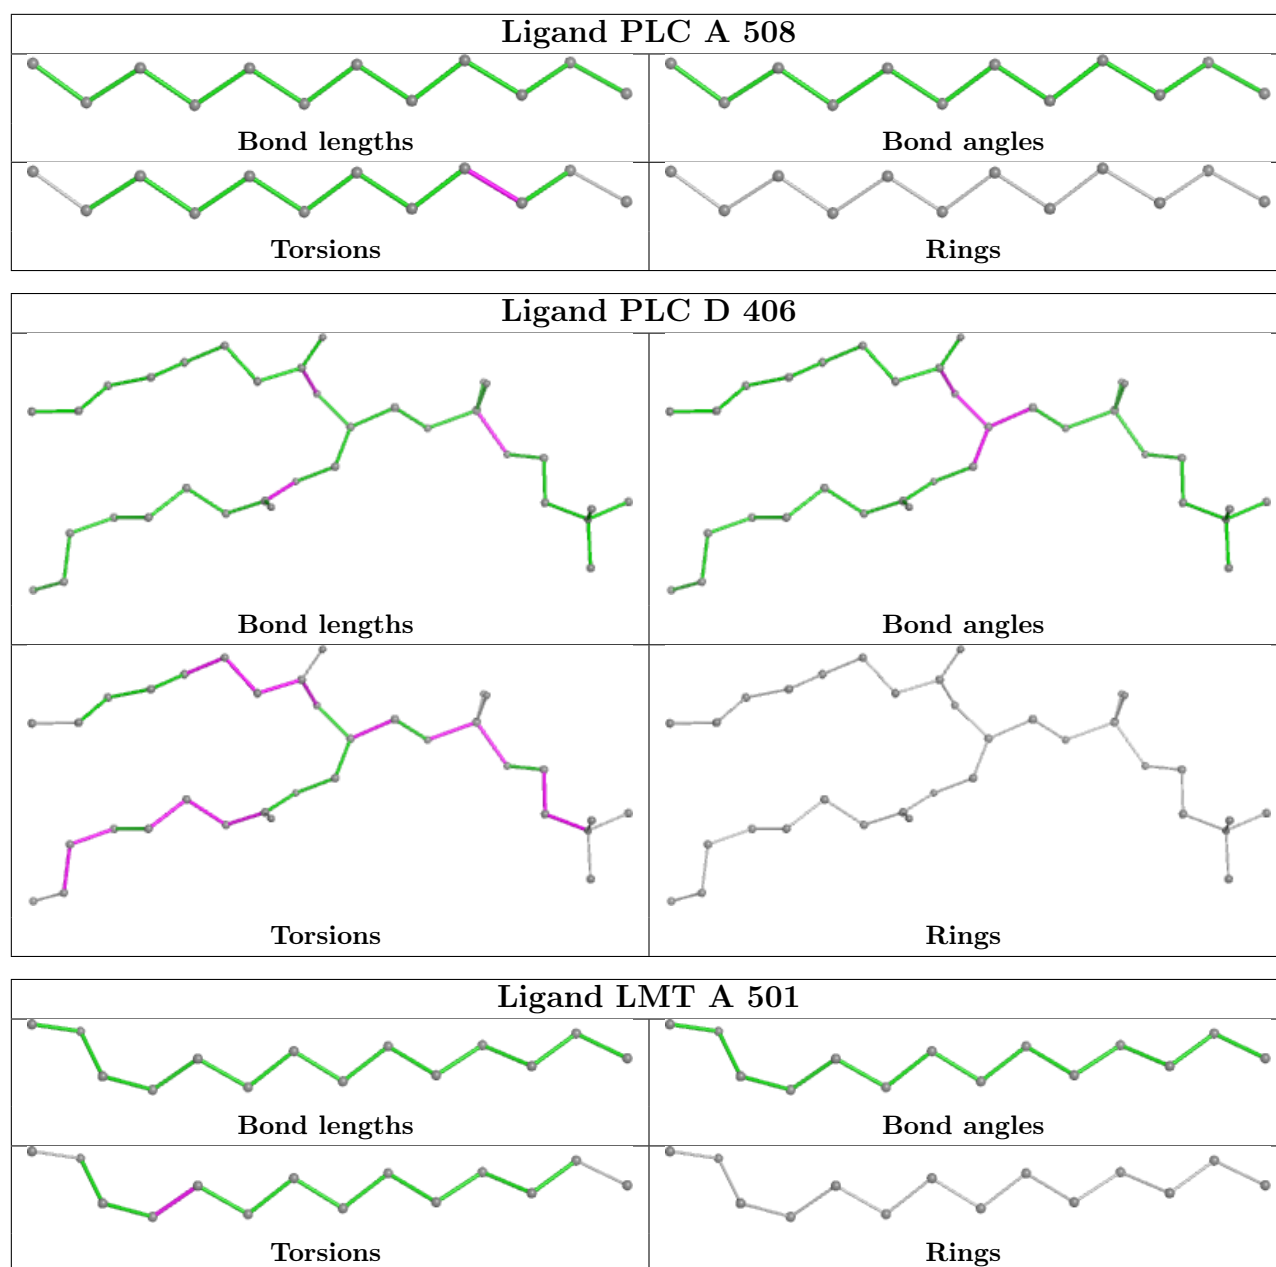 Ligand PLC A 508
Bond lengths
Bond angles
Torsions
Rings
Ligand PLC D 406
Bond lengths
Bond angles
Torsions
Rings
Ligand LMT A 501
Bond lengths
Bond angles
Torsions
Rings